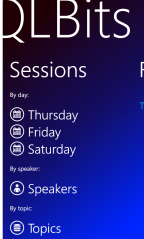 QLBits
Sessions
By day:
Thursday
Friday
Saturday
By speaker:
Speakers
By topic:
Topics